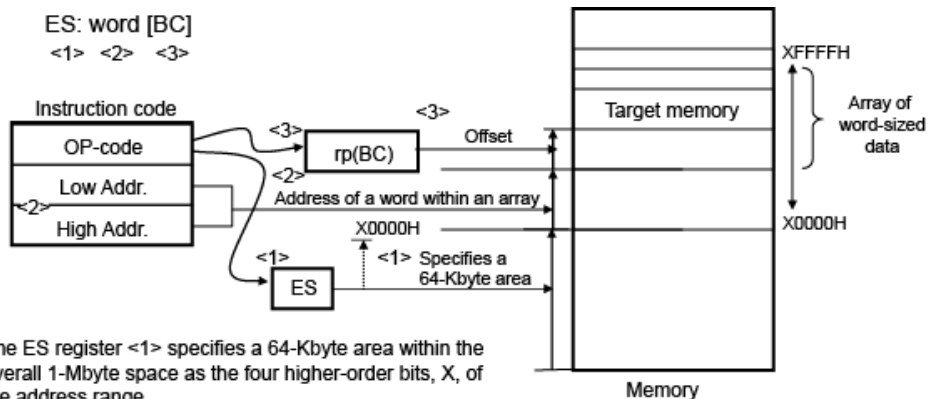 ES: word [BC]
<1> <2> <3>
Instruction code
OP-code
Low Addr.
<2>
High Addr.
<3>
rp(BC)
<3>
Offset
<2>
Address of a word within an array
X0000H
<1>
ES
<1> Specifies a
64-Kbyte area
Target memory
XFFFFH
Array of
word-sized
data
X0000H
Memory
ES register <1> specifies a 64-Kbyte area within the
1-Mbyte space as the four higher-order bits, X, of
address range